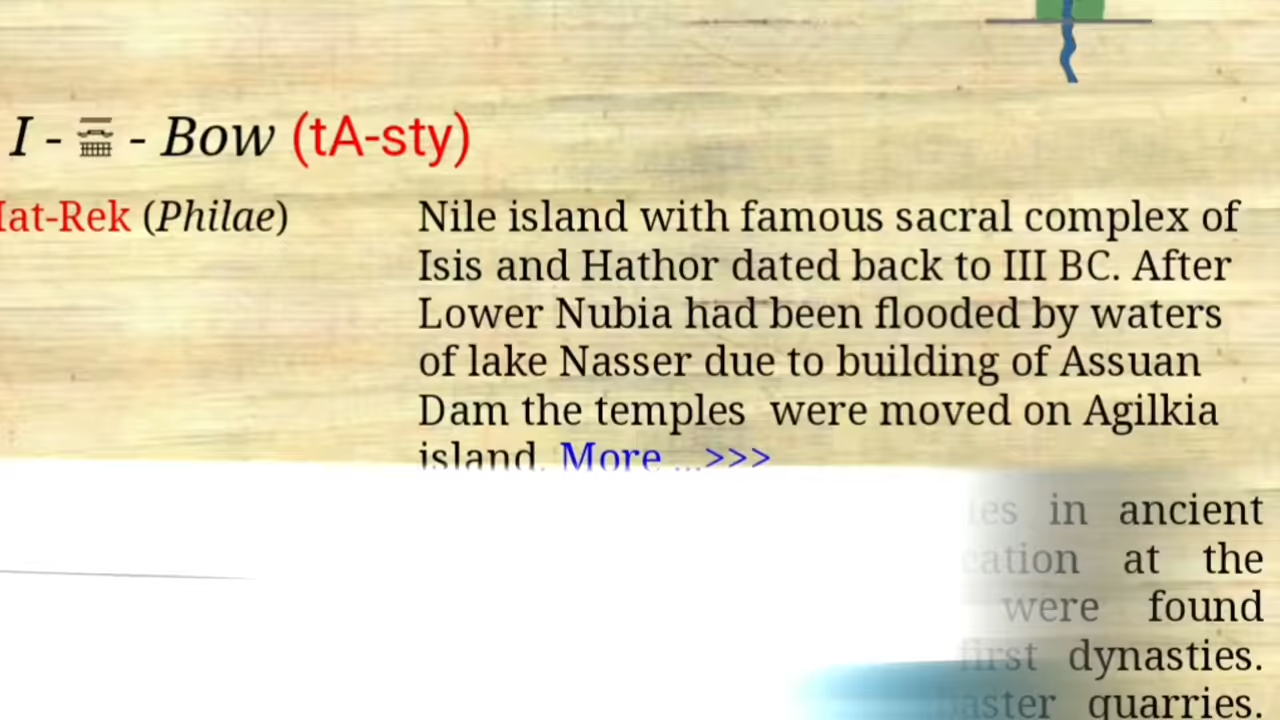 I - - Bow (tA-sty)
(Philae)
Nile island with famous sacral complex of
Isis and Hathor dated back to III BC. After
Lower Nubia had been flooded by waters
of lake Nasser due to building of Assuan
Dam the temples were moved on Agilkia
island. More ...>>>
in ancient
at the
were found
first dynasties.
quarries.